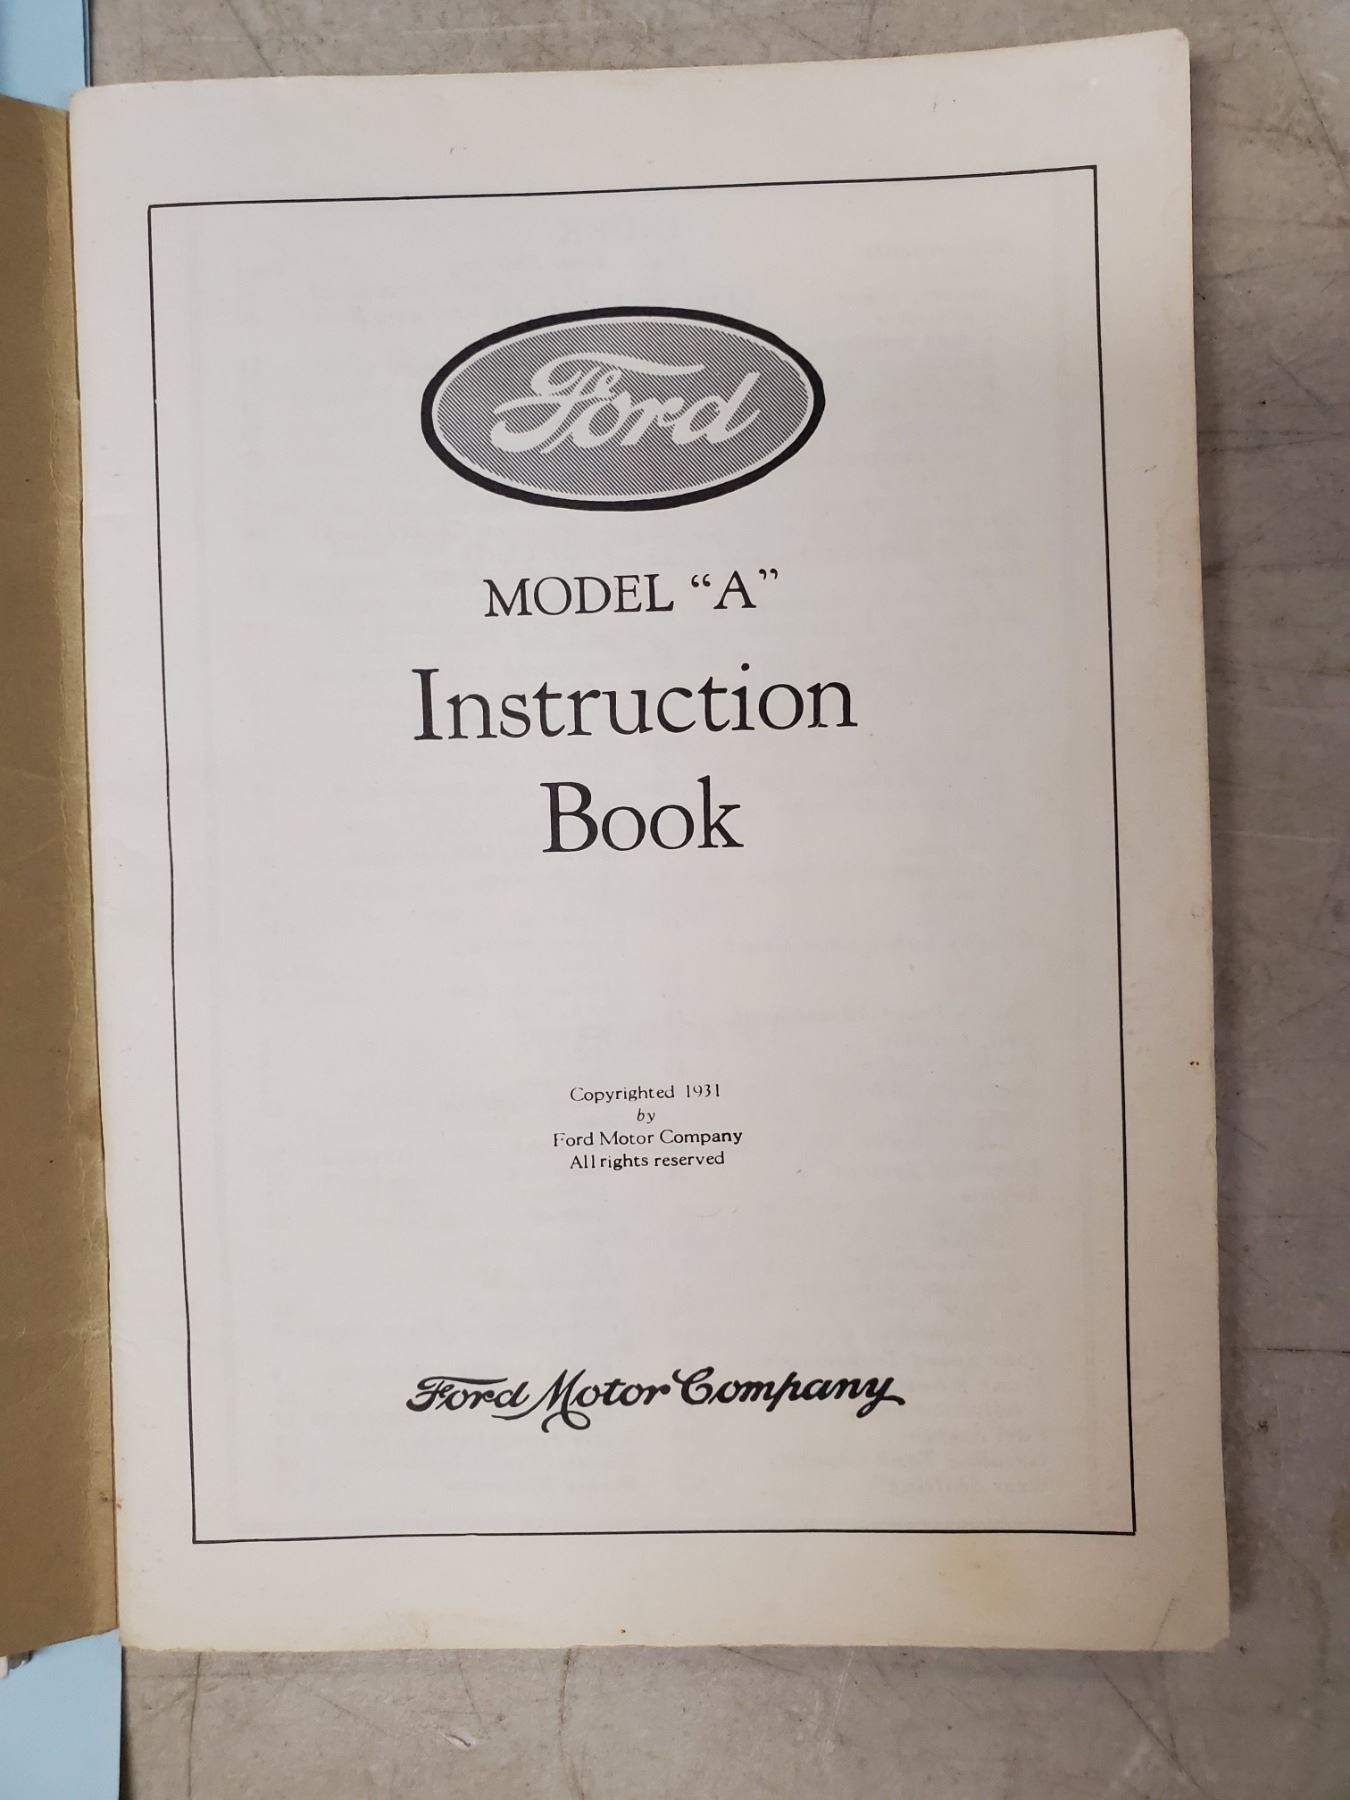 Ford
MODEL “A”
Instruction
Book
Copyrighted 1931
by
Ford Motor Company
All rights reserved
Ford Motor Company